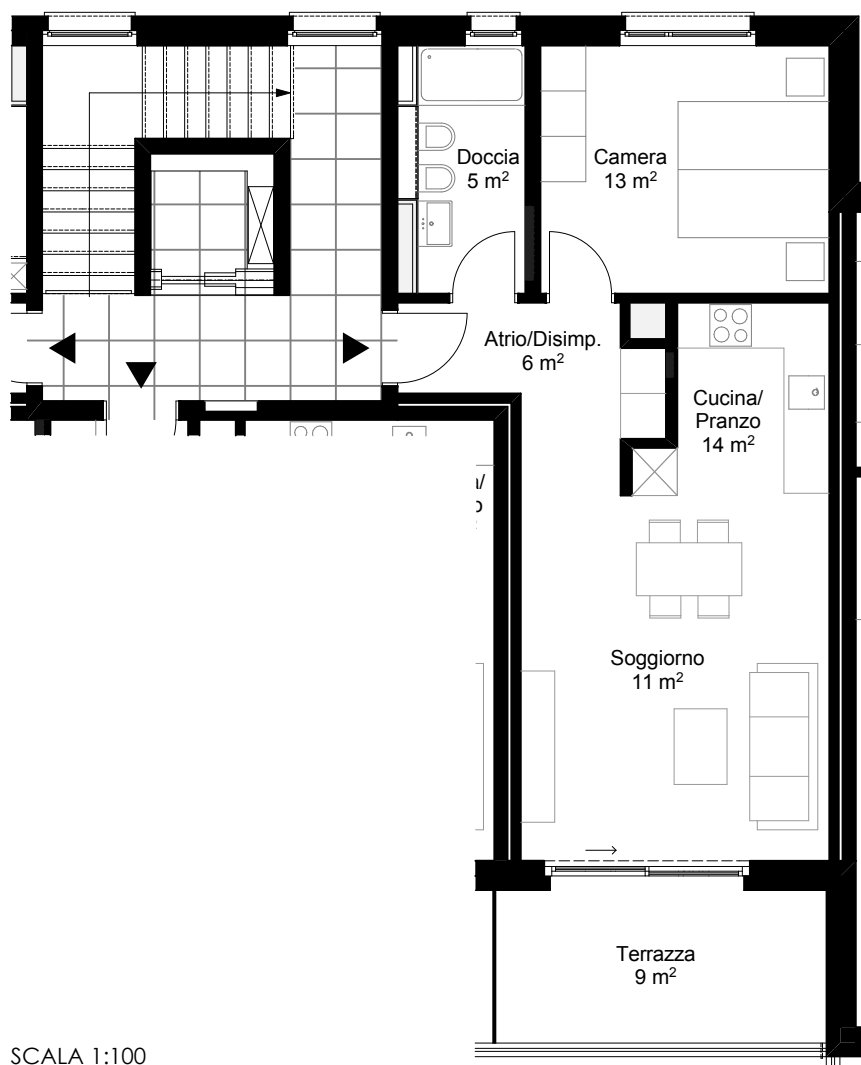 Doccia
5 m²
Camera
13 m²
Atrio/Disimp.
6 m²
Cucina/
Pranzo
14 m²
Soggiorno
11 m²
Terrazza
9 m²
SCALA 1:100